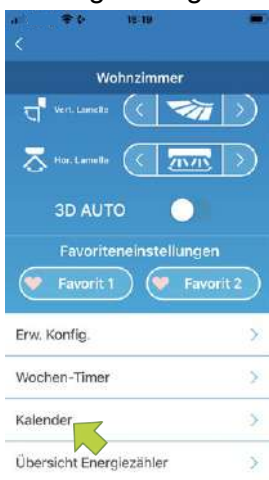 18:19
Wohnzimmer
Vert. Lamelle
Hor. Lamelle
3D AUTO
Favoriteneinstellungen
Favorit 1 Favorit 2
Erw. Konfig.
Wochen-Timer
Kalender
Übersicht Energiezähler